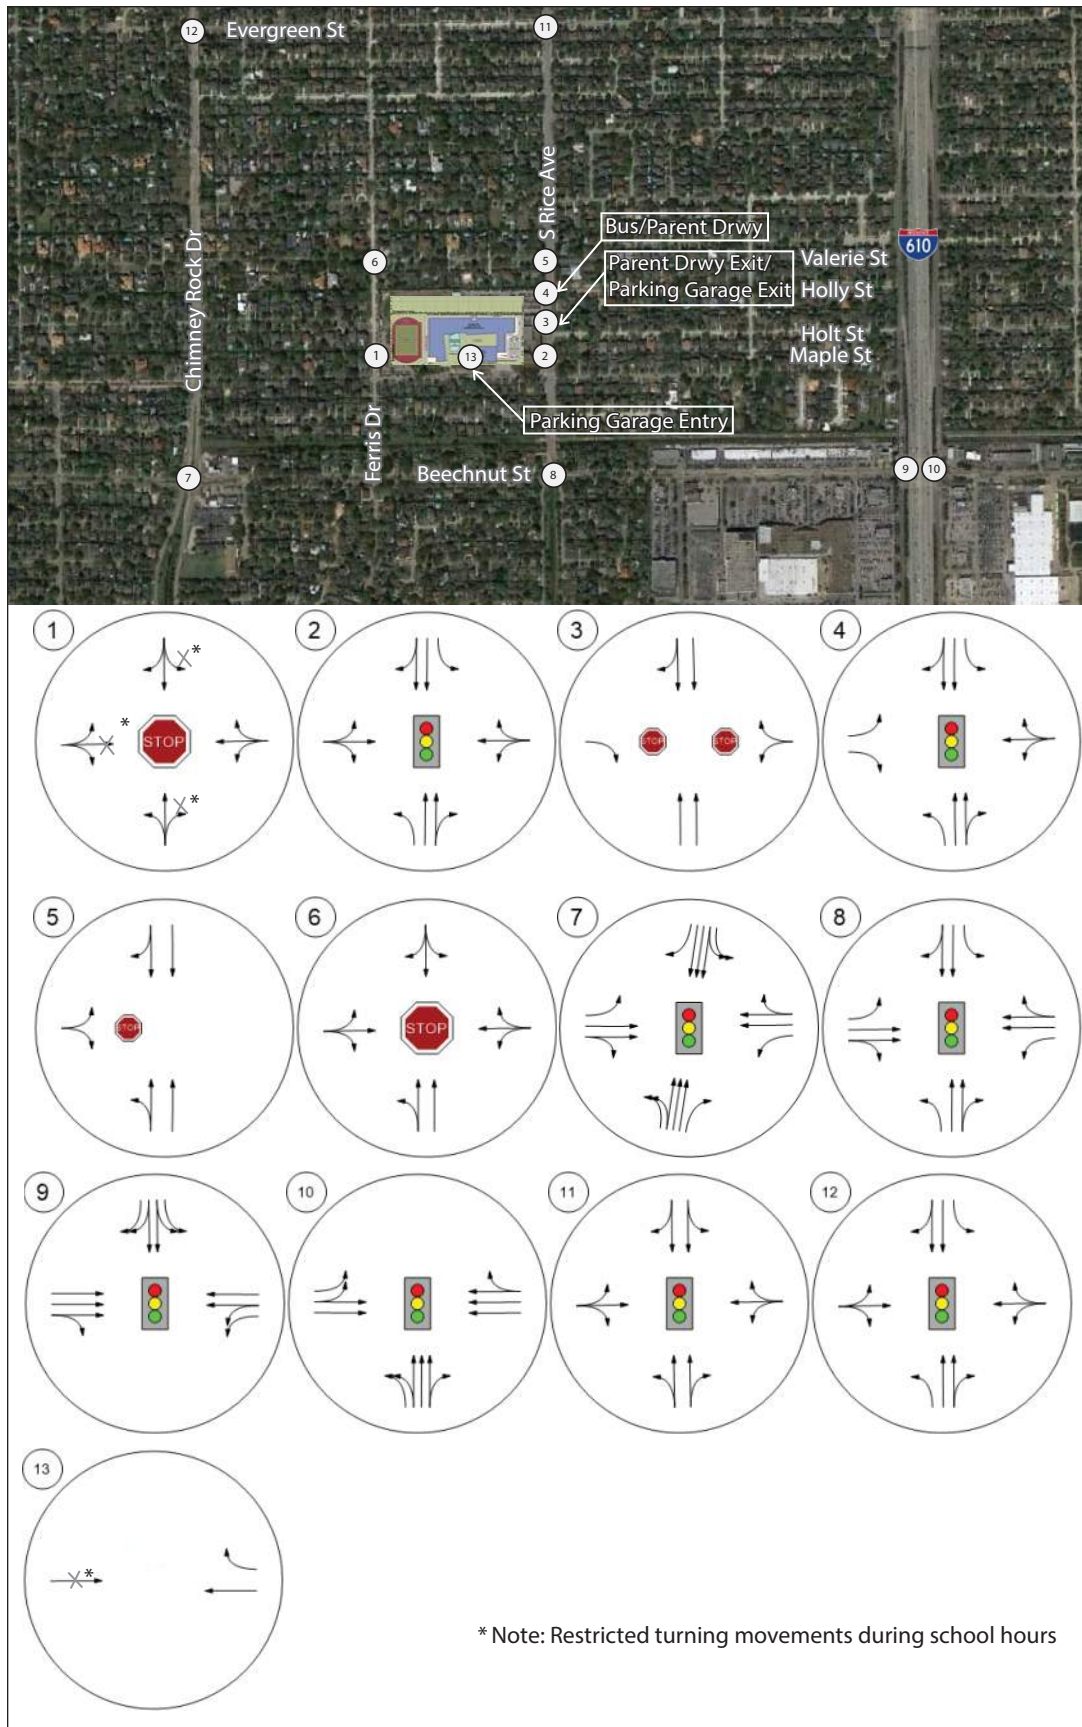 12
Evergreen St
11
S Rice Ave
Chimney Rock Dr
Bus/Parent Drwy
6
5
Parent Drwy Exit/
Parking Garage Exit
Valerie St
610
4
Holly St
3
Holt St
1
13
2
Maple St
Parking Garage Entry
Ferris Dr
7
Beechnut St
8
9
10
1
*
*
STOP
*
2
3
STOP
STOP
4
5
STOP
6
STOP
7
8
9
10
11
12
13
*
* Note: Restricted turning movements during school hours